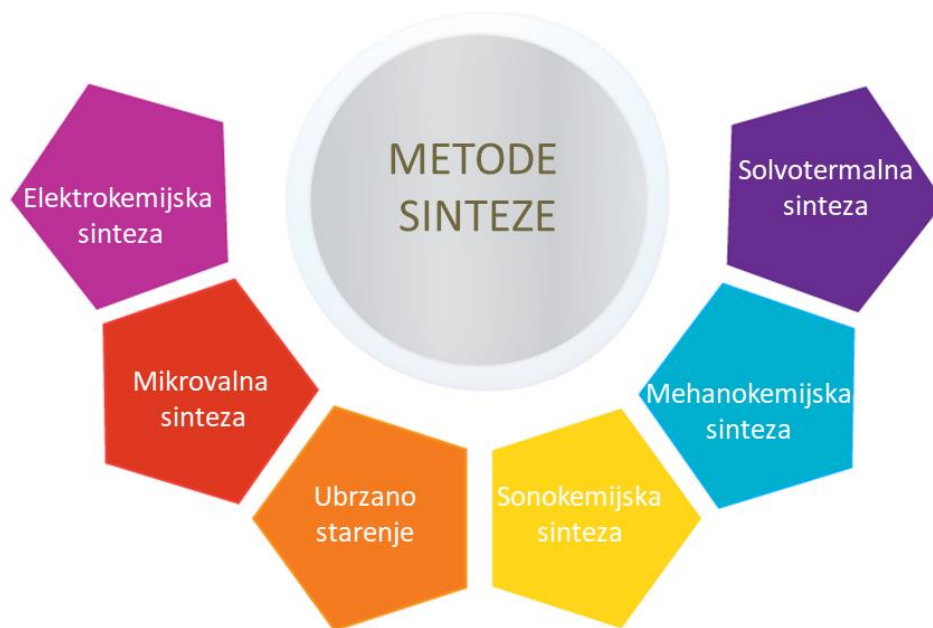 METODE
SINTEZE
Elektrokemijska
sinteza
Mikrovalna
sinteza
Ubrzano
starenje
Sonokemijska
sinteza
Mehanokemijska
sinteza
Solvotermalna
sinteza